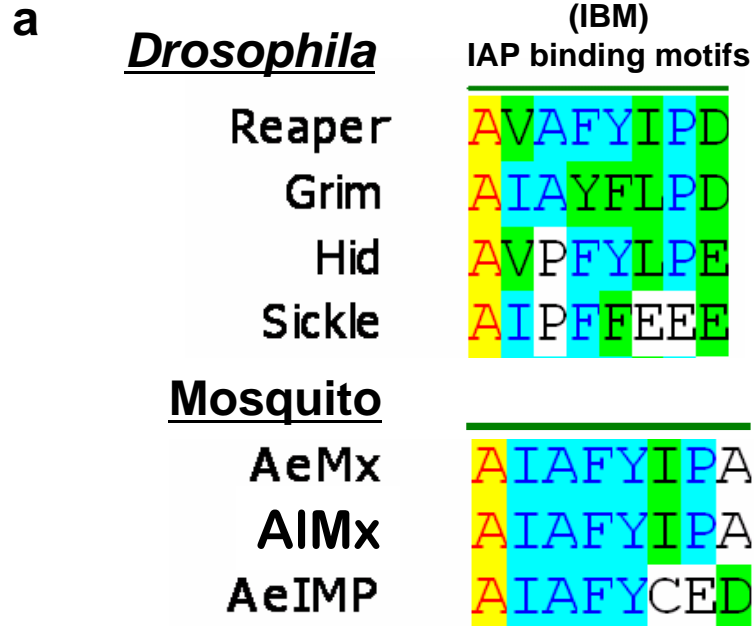 a
(IBM)
Drosophila IAP binding motifs
Reaper AVAFYIPD
Grim AIAYFLPD
Hid AVPFYLPE
Sickle AIPFFEEE
Mosquito
AeMx AIAFYIPA
AlMx AIAFYIPA
AeIMP AIAFYCED